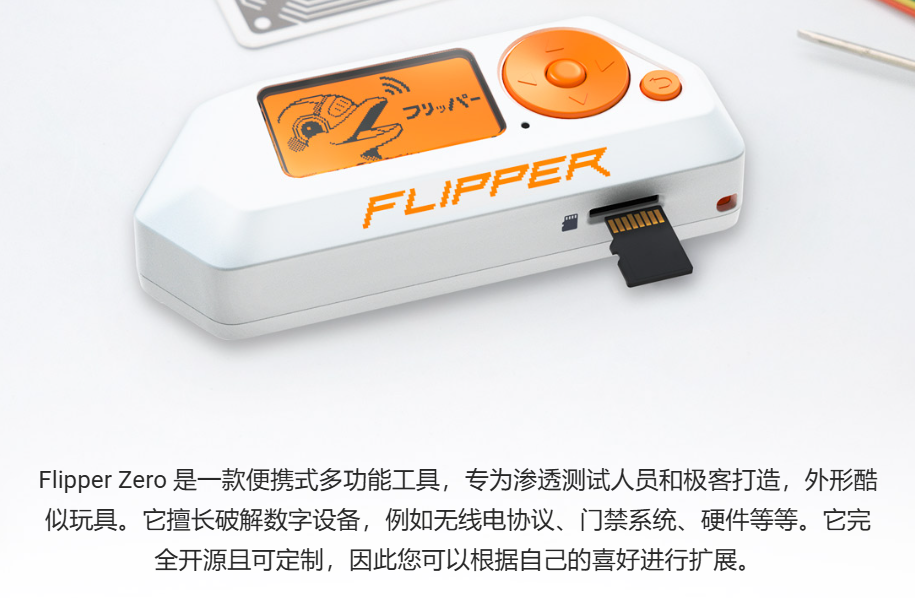 フリッパー
FLIPPER
Flipper Zero 是一款便携式多功能工具，专为渗透测试人员和极客打造，外形酷
似玩具。它擅长破解数字设备，例如无线电协议、门禁系统、硬件等等。它完
全开源且可定制，因此您可以根据自己的喜好进行扩展。